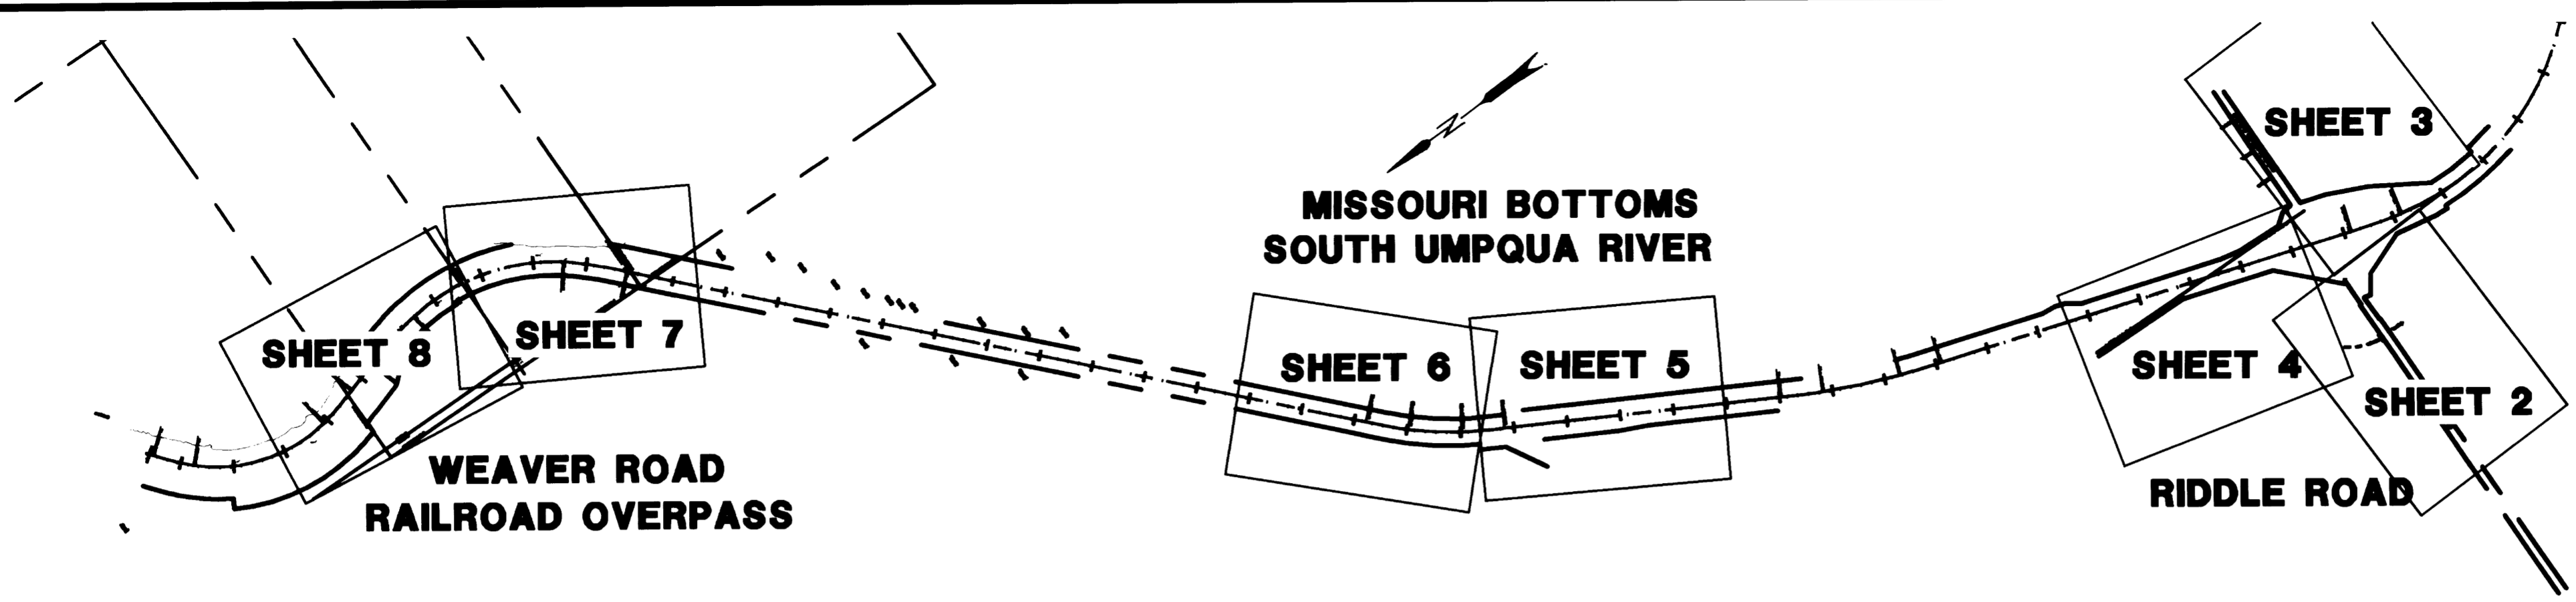 SHEET 3
N
MISSOURI BOTTOMS
SOUTH UMPQUA RIVER
SHEET 7
SHEET 8
SHEET 6
SHEET 5
SHEET 4
SHEET 2
WEAVER ROAD
RAILROAD OVERPASS
RIDDLE ROAD